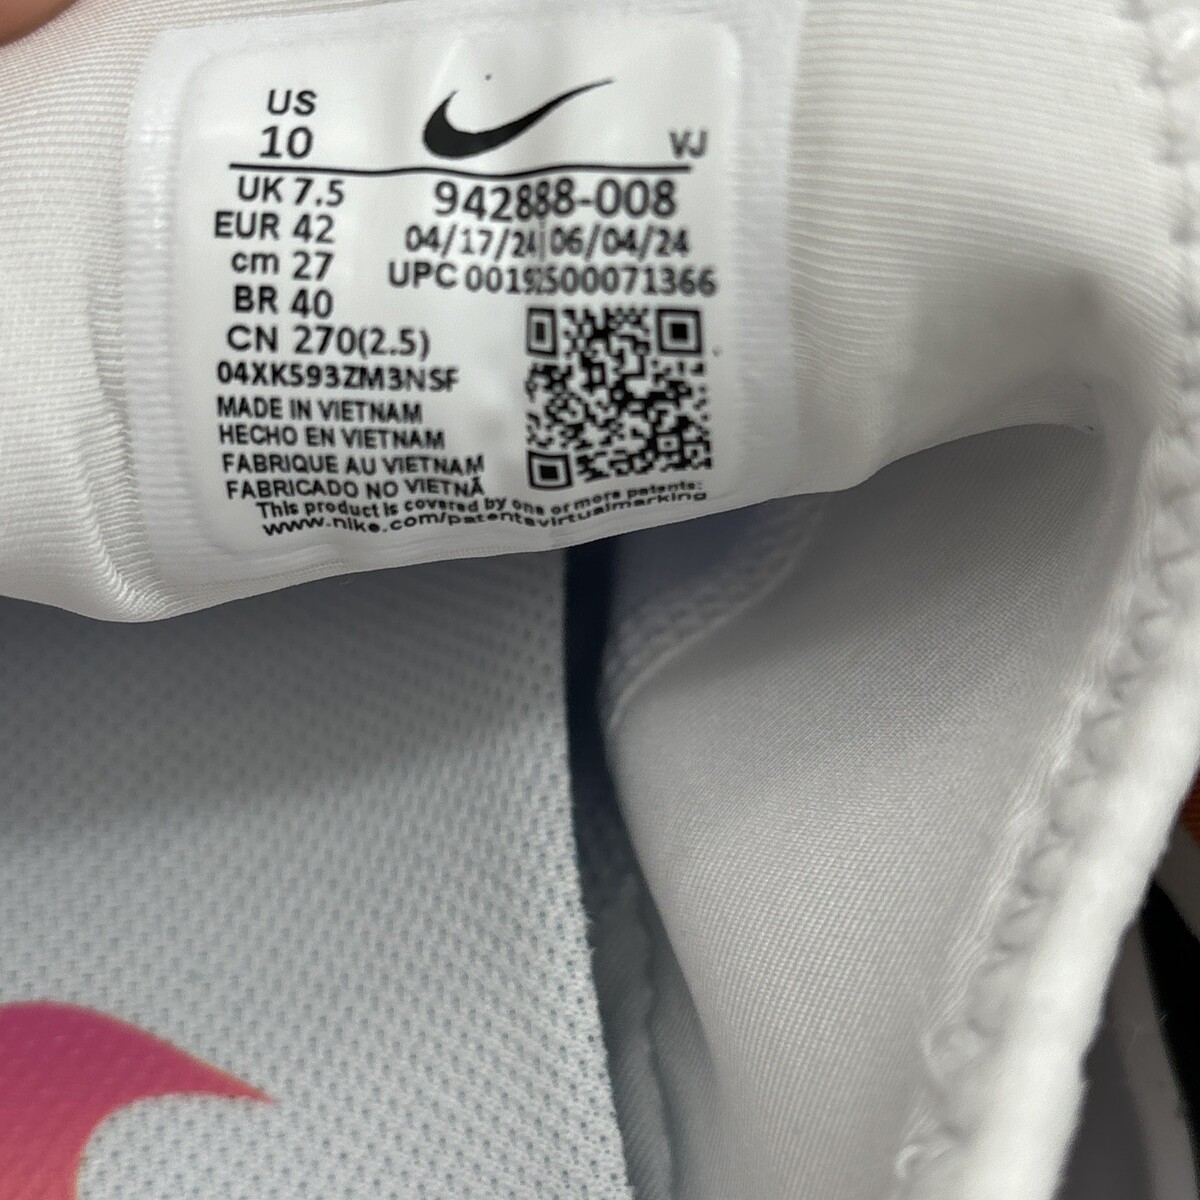 US
10
VJ
UK 7.5
942888-008
EUR 42
04/17/24 06/04/24
cm 27
UPC
BR 40
CN 270(2.5)
04XK593ZM3NSF
MADE IN VIETNAM
HECHO EN VIETNAM
FABRIQUE AU VIETNAM
FABRICADO NO VIETNÃ
This product is covered by one or more patents:
www.nike.com/patentsvirtualmarking